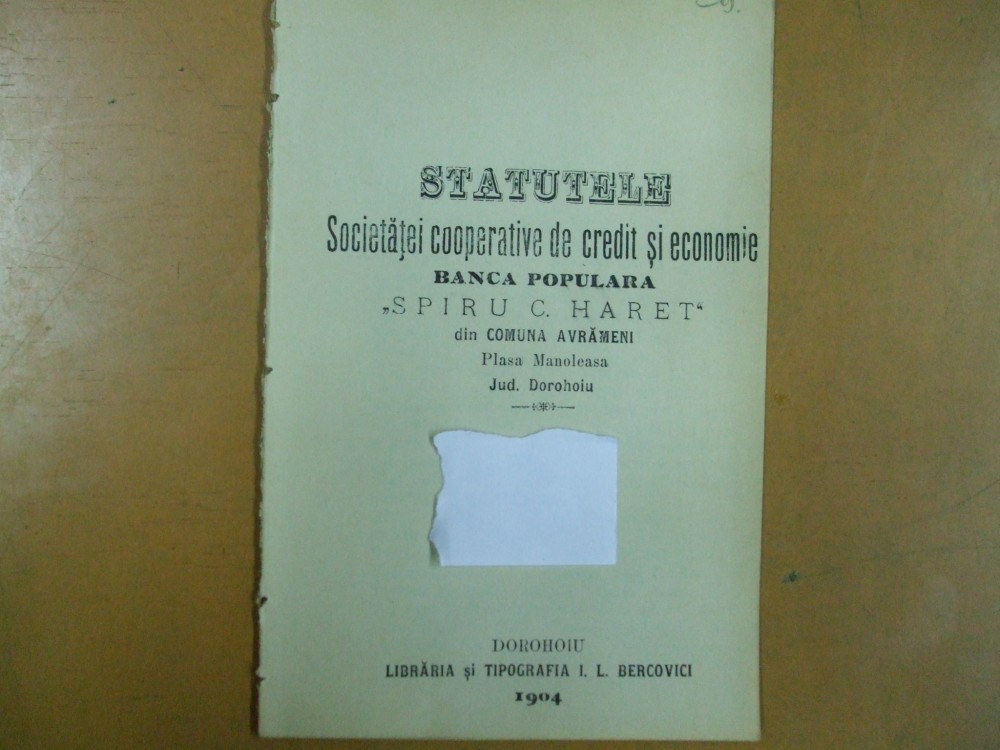 STATUTELE
Societăţei cooperative de credit şi economie
BANCA POPULARA
„SPIRU C. HARET“
din COMUNA AVRĂMENI
Plasa Manoleasa
Jud. Dorohoiu
DOROHOIU
LIBRĂRIA şi TIPOGRAFIA I. L. BERCOVICI
1904